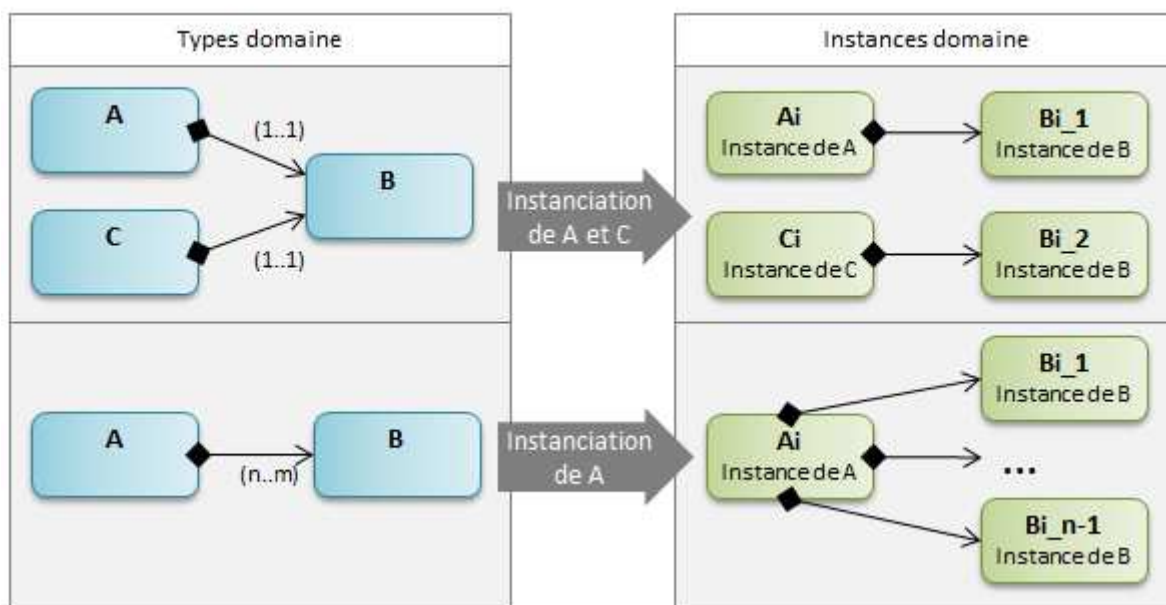 Types domaine
Instances domaine
A
(1..1)
B
C
(1..1)
Instanciation
de A et C
Ai
Instance de A
Bi_1
Instance de B
Ci
Instance de C
Bi_2
Instance de B
A
(n..m)
B
Instanciation
de A
Bi_1
Instance de B
Ai
Instance de A
...
Bi_n-1
Instance de B